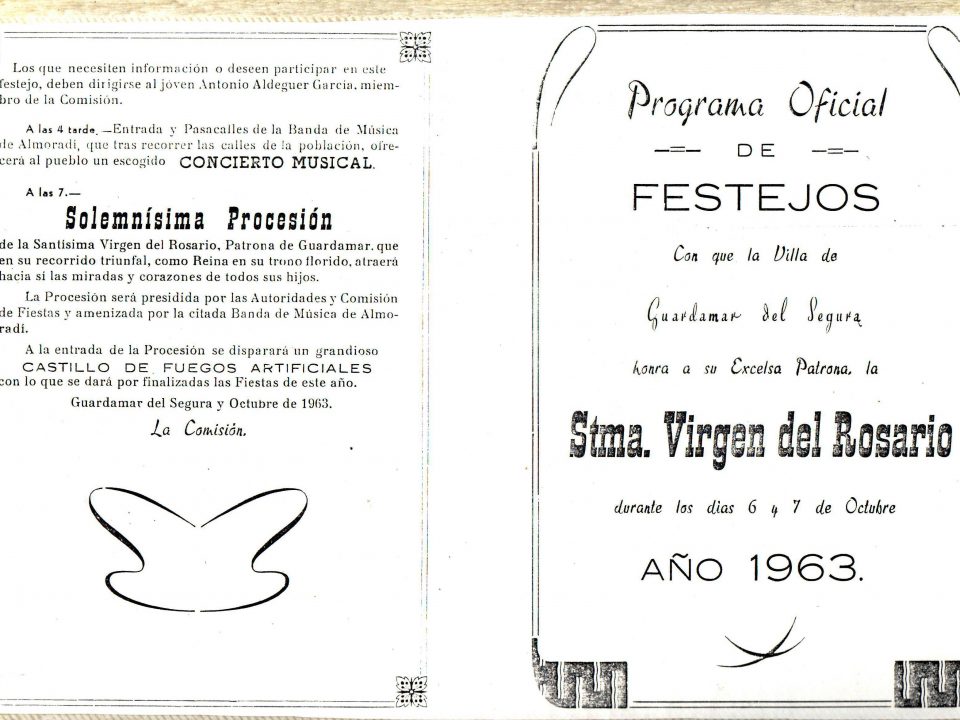 Los que necesiten información o deseen participar en este
festejo, deben dirigirse al jóven Antonio Aldeguer García, miem-
bro de la Comisión.
A las 4 tarde.—Entrada y Pasacalles de la Banda de Música
de Almoradí, que tras recorrer las calles de la población, ofre-
cerá al pueblo un escogido CONCIERTO MUSICAL.
A las 7.—
Solemnísima Procesión
de la Santísima Virgen del Rosario, Patrona de Guardamar, que
en su recorrido triunfal, como Reina en su trono florido, atraerá
hacia sí las miradas y corazones de todos sus hijos.
La Procesión será presidida por las Autoridades y Comisión
de Fiestas y amenizada por la citada Banda de Música de Almo-
radí.
A la entrada de la Procesión se disparará un grandioso
CASTILLO DE FUEGOS ARTIFICIALES
con lo que se dará por finalizadas las Fiestas de este año.
Guardamar del Segura y Octubre de 1963.
La Comisión.
Programa Oficial
DE
FESTEJOS
Con que la Villa de
Guardamar del Segura
honra a su Excelsa Patrona, la
Stma. Virgen del Rosario
durante los dias 6 y 7 de Octubre
AÑO 1963.